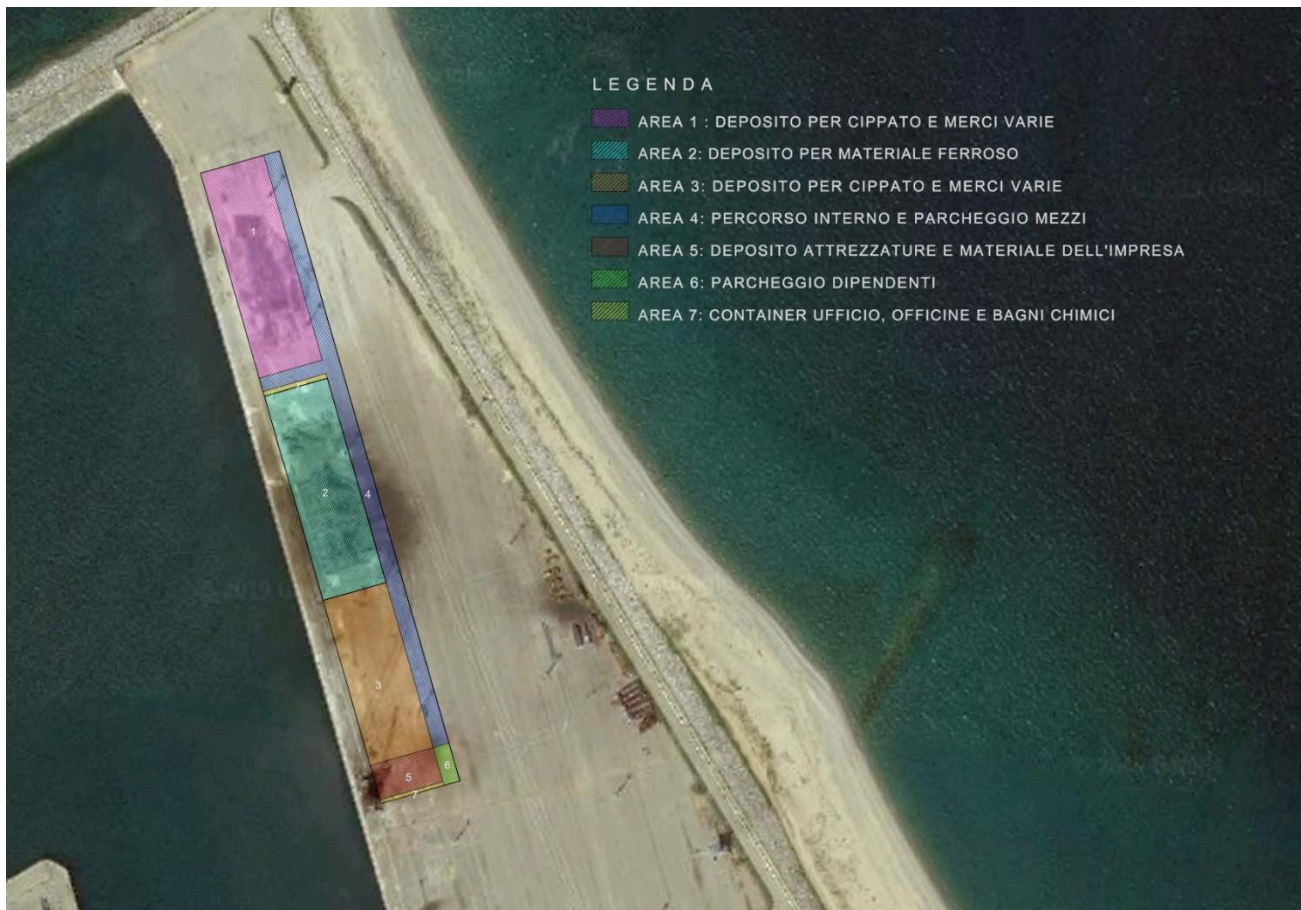 LEGENDA
AREA 1 : DEPOSITO PER CIPPATO E MERCI VARIE
AREA 2: DEPOSITO PER MATERIALE FERROSO
AREA 3: DEPOSITO PER CIPPATO E MERCI VARIE
AREA 4: PERCORSO INTERNO E PARCHEGGIO MEZZI
AREA 5: DEPOSITO ATTREZZATURE E MATERIALE DELL'IMPRESA
AREA 6: PARCHEGGIO DIPENDENTI
AREA 7: CONTAINER UFFICIO, OFFICINE E BAGNI CHIMICI
1
7
2
4
3
6
5
7